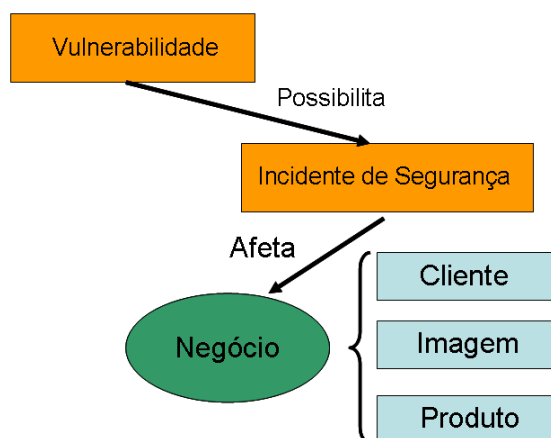 Vulnerabilidade
Possibilita
Incidente de Segurança
Afeta
Cliente
Negócio
Imagem
Produto